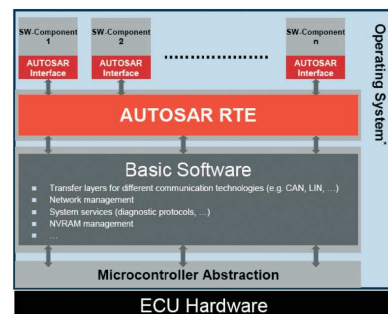 SW-Component
1
SW-Component
2
SW-Component
n
AUTOSAR
Interface
AUTOSAR
Interface
AUTOSAR
Interface
AUTOSAR RTE
Basic Software
Transfer layers for different communication technologies (e.g. CAN, LIN, …)
Network management
System services (diagnostic protocols, …)
NVRAM management
…
Microcontroller Abstraction
ECU Hardware
Operating System*